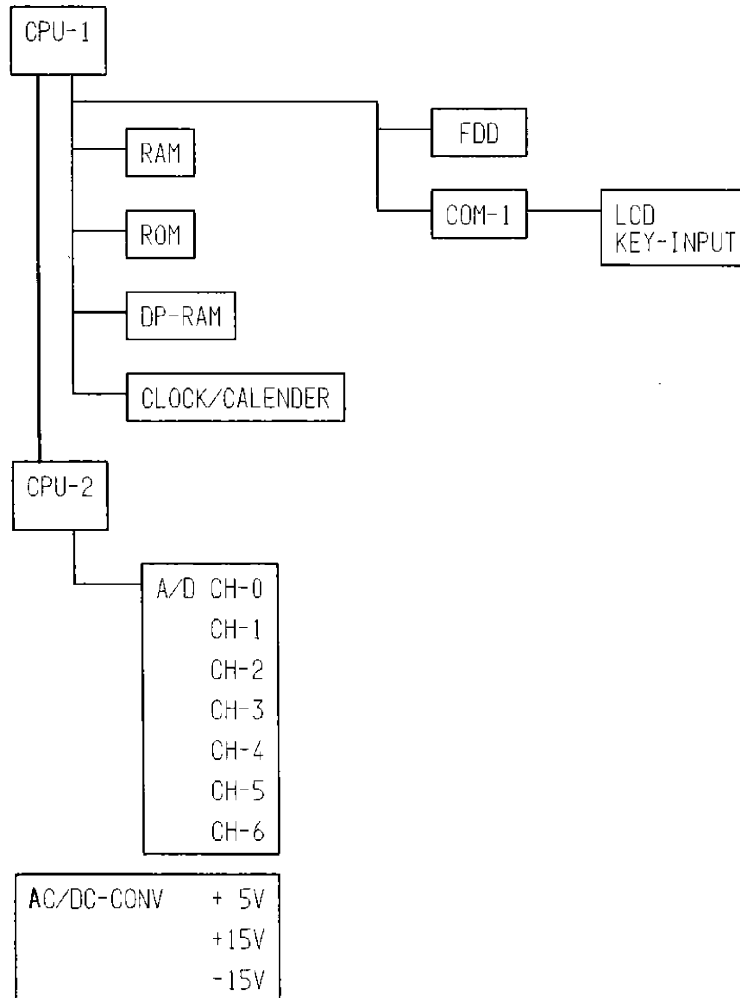 CPU-1
RAM
FDD
ROM
COM-1
LCD
KEY-INPUT
DP-RAM
CLOCK/CALENDER
CPU-2
A/D CH-0
CH-1
CH-2
CH-3
CH-4
CH-5
CH-6
AC/DC-CONV + 5V
+15V
-15V